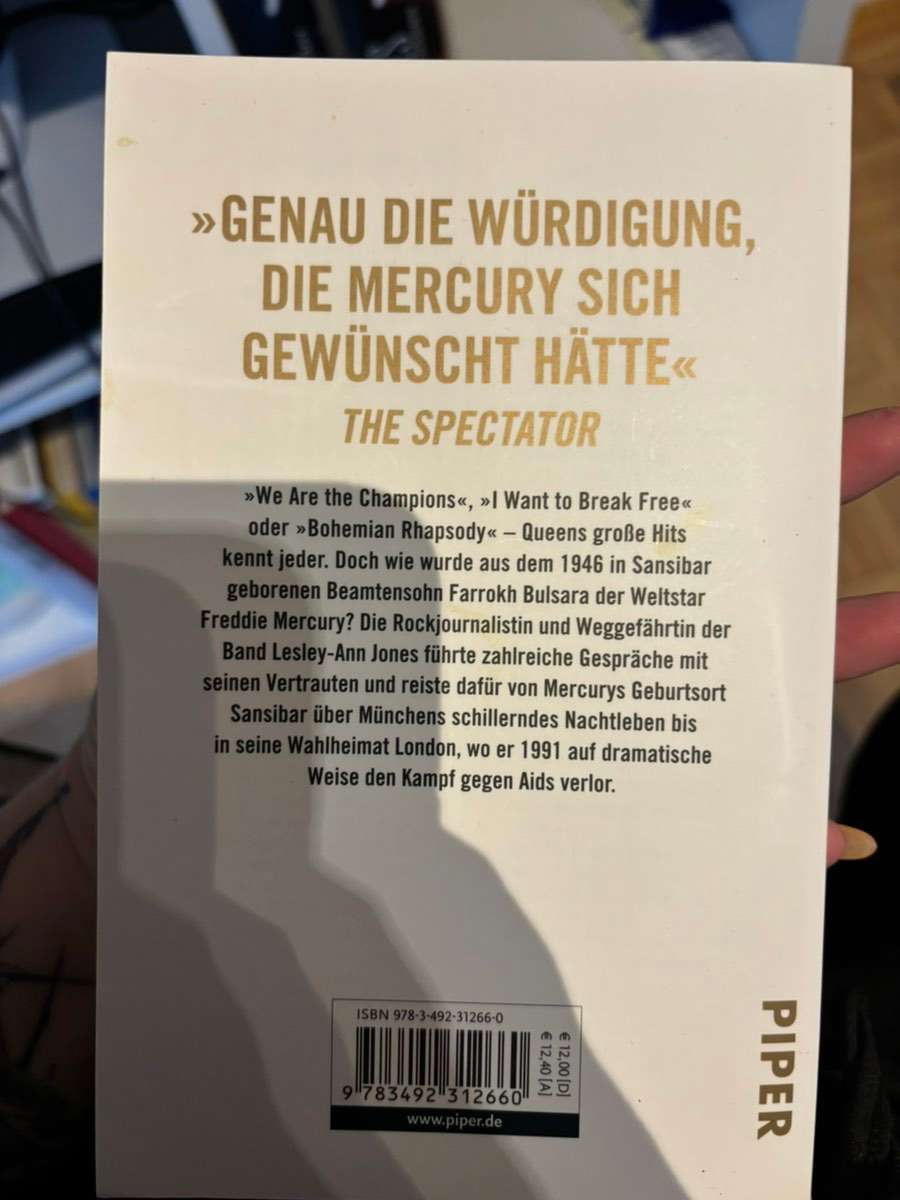 »GENAU DIE WÜRDIGUNG,
DIE MERCURY SICH
GEWÜNSCHT HÄTTE«
THE SPECTATOR
»We Are the Champions«, »I Want to Break Free«
oder »Bohemian Rhapsody« – Queens große Hits
kennt jeder. Doch wie wurde aus dem 1946 in Sansibar
geborenen Beamtensohn Farrokh Bulsara der Weltstar
Freddie Mercury? Die Rockjournalistin und Weggefährtin der
Band Lesley-Ann Jones führte zahlreiche Gespräche mit
seinen Vertrauten und reiste dafür von Mercurys Geburtsort
Sansibar über Münchens schillerndes Nachtleben bis
in seine Wahlheimat London, wo er 1991 auf dramatische
Weise den Kampf gegen Aids verlor.
ISBN 978-3-492-31266-0
€ 12,00 [D]
€ 12,40 [A]
9 783492 312660
www.piper.de
PIPER